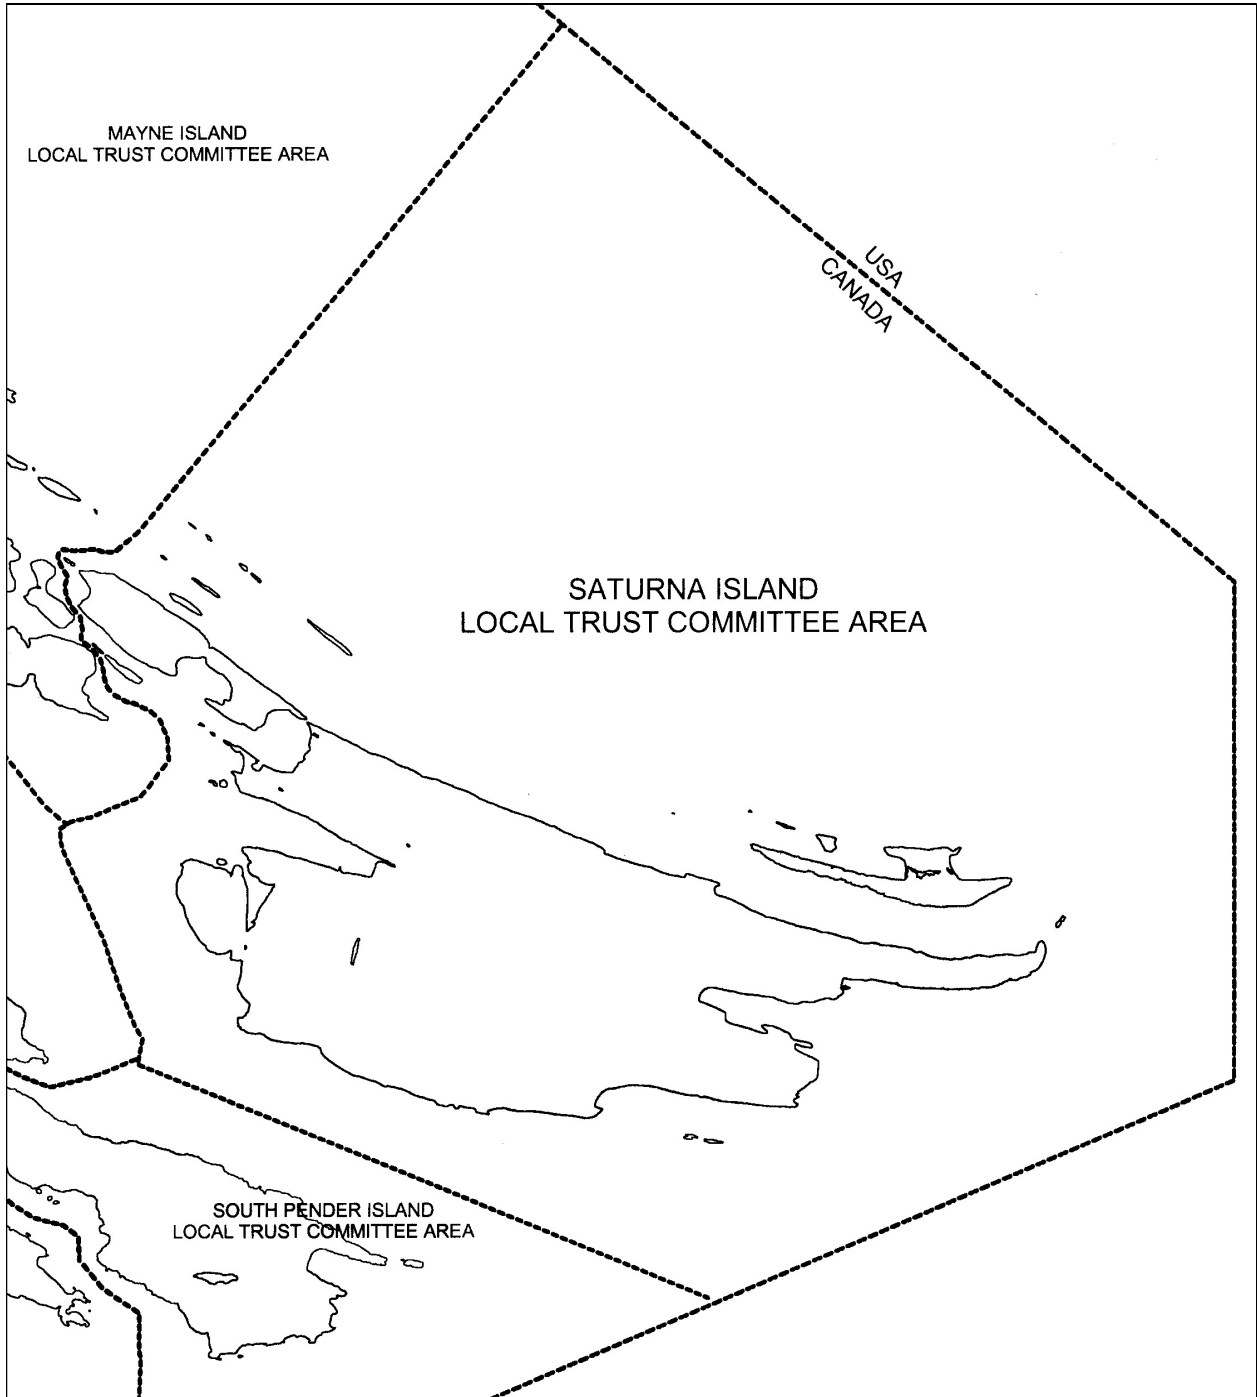 MAYNE ISLAND
LOCAL TRUST COMMITTEE AREA
USA
CANADA
SATURNA ISLAND
LOCAL TRUST COMMITTEE AREA
SOUTH PENDER ISLAND
LOCAL TRUST COMMITTEE AREA